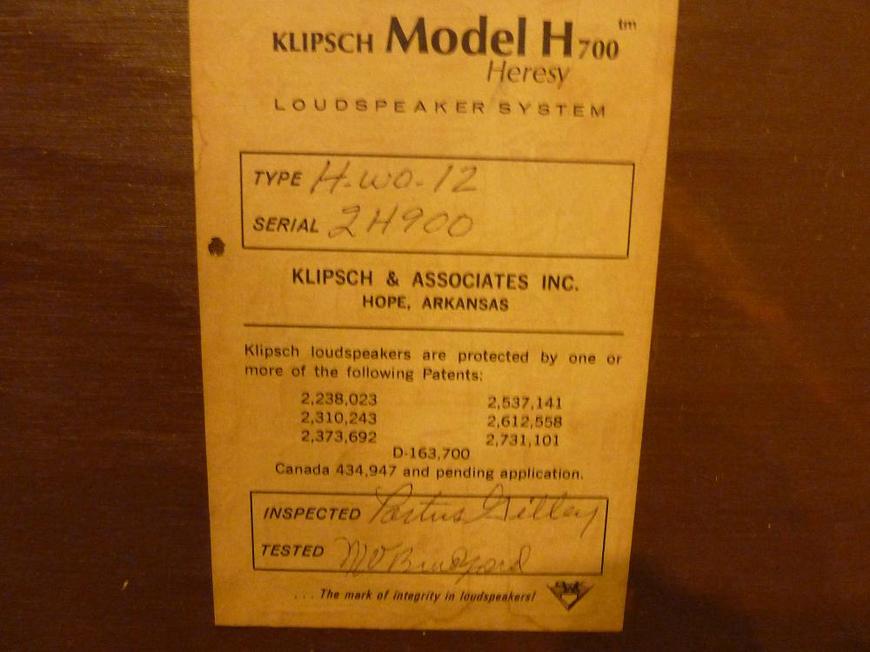 KLIPSCH Model H700 tm
Heresy
LOUDSPEAKER SYSTEM
TYPE H-WO-12
SERIAL 2H900
KLIPSCH & ASSOCIATES INC.
HOPE, ARKANSAS
Klipsch loudspeakers are protected by one or
more of the following Patents:
2,238,023 2,537,141
2,310,243 2,612,558
2,373,692 2,731,101
D-163,700
Canada 434,947 and pending application.
INSPECTED Gilley
TESTED
... The mark of integrity in loudspeakers!